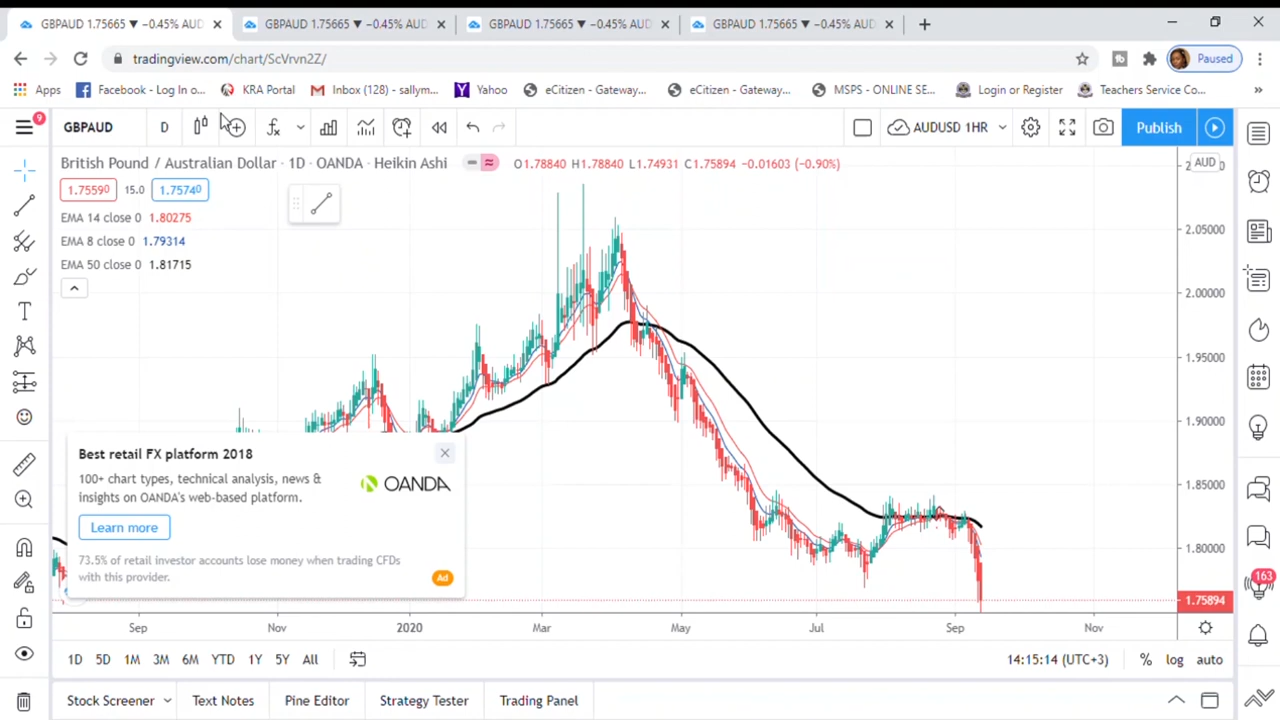 GBPAUD 1.75665 ▼ −0.45% AUD
GBPAUD 1.75665 ▼ −0.45% AUD
GBPAUD 1.75665 ▼ −0.45% AUD
GBPAUD 1.75665 ▼ −0.45% AUD
tradingview.com/chart/ScVrvn2Z/
Paused
Apps
Facebook - Log In o...
KRA Portal
Inbox (128) - sallym...
Yahoo
eCitizen - Gateway...
eCitizen - Gateway...
MSPS - ONLINE SE...
Login or Register
Teachers Service Co...
9
GBPAUD
D
AUDUSD 1HR
Publish
British Pound / Australian Dollar · 1D · OANDA · Heikin Ashi
O1.78840 H1.78840 L1.74931 C1.75894 −0.01603 (−0.90%)
AUD
1.75590 15.0 1.75740
EMA 14 close 0 1.80275
EMA 8 close 0 1.79314
EMA 50 close 0 1.81715
2.05000
2.00000
1.95000
1.90000
1.85000
1.80000
1.75894
Best retail FX platform 2018
100+ chart types, technical analysis, news &
insights on OANDA's web-based platform.
OANDA
Learn more
73.5% of retail investor accounts lose money when trading CFDs
with this provider.
Ad
163
Sep Nov 2020 Mar May Jul Sep Nov
1D 5D 1M 3M 6M YTD 1Y 5Y All
14:15:14 (UTC+3) % log auto
Stock Screener Text Notes Pine Editor Strategy Tester Trading Panel